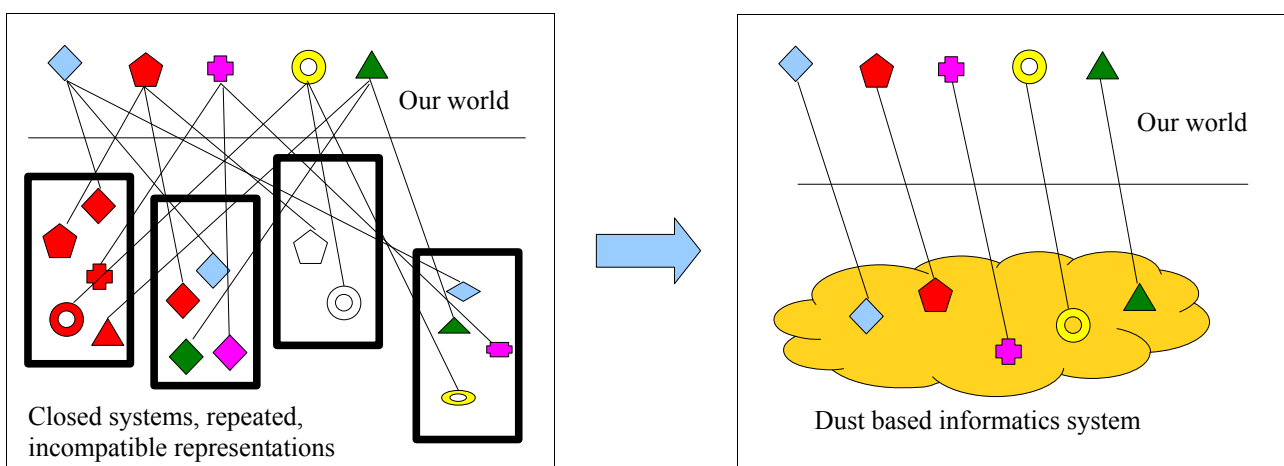 Our world
Closed systems, repeated,
incompatible representations
Our world
Dust based informatics system